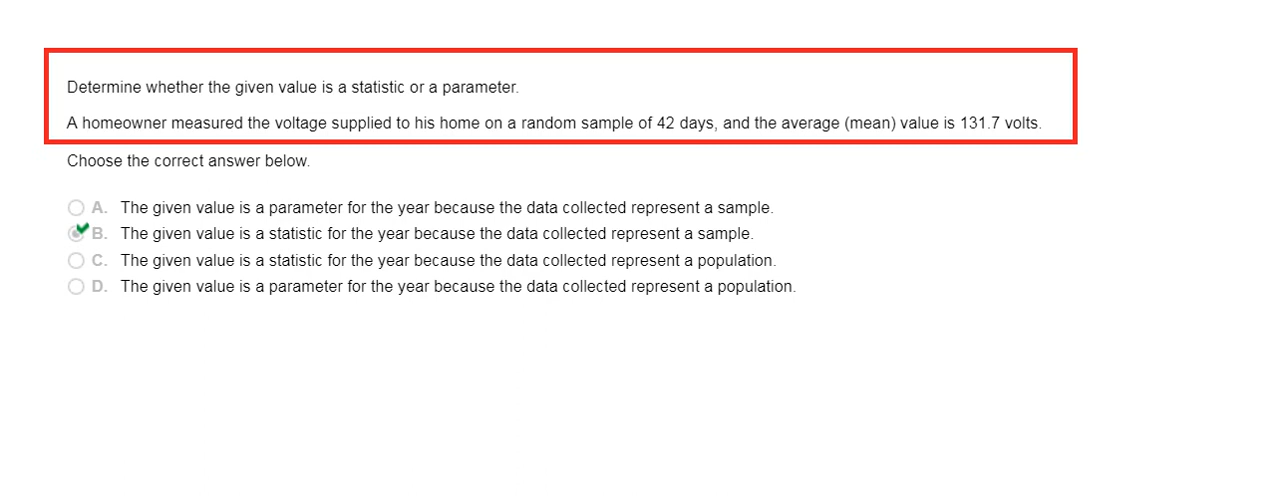 Determine whether the given value is a statistic or a parameter.
A homeowner measured the voltage supplied to his home on a random sample of 42 days, and the average (mean) value is 131.7 volts.
Choose the correct answer below.
A. The given value is a parameter for the year because the data collected represent a sample.
B. The given value is a statistic for the year because the data collected represent a sample.
C. The given value is a statistic for the year because the data collected represent a population.
D. The given value is a parameter for the year because the data collected represent a population.